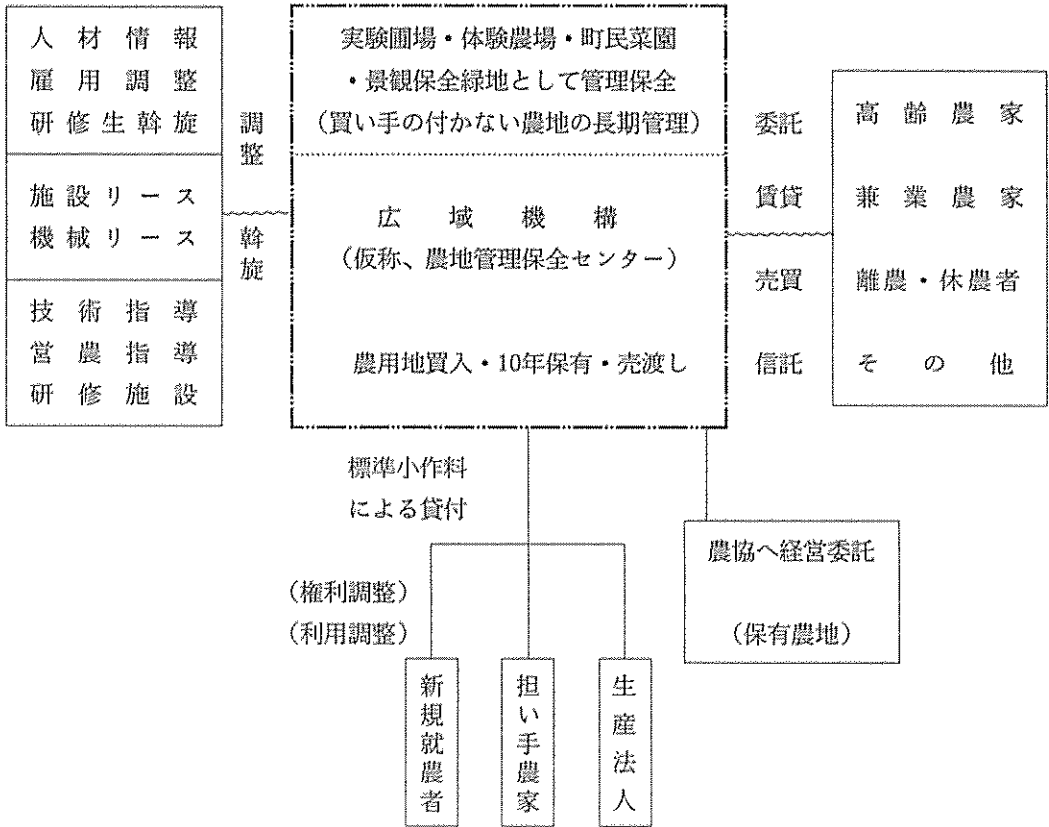 人材情報
雇用調整
研修生斡旋
施設リース
機械リース
技術指導
営農指導
研修施設
調整
斡旋
実験圃場・体験農場・町民菜園
・景観保全緑地として管理保全
(買い手の付かない農地の長期管理)
広域機構
(仮称、農地管理保全センター)
農用地買入・10年保有・売渡し
委託
賃貸
売買
信託
高齢農家
兼業農家
離農・休農者
その他
標準小作料
による貸付
(権利調整)
(利用調整)
農協へ経営委託
(保有農地)
新規就農者
担い手農家
生産法人